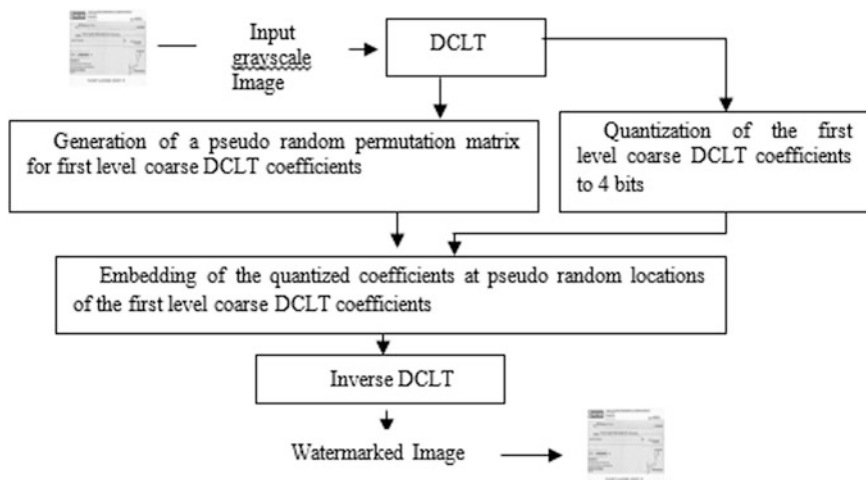 Input
grayscale
Image
DCLT
Generation of a pseudo random permutation matrix
for first level coarse DCLT coefficients
Quantization of the first
level coarse DCLT coefficients
to 4 bits
Embedding of the quantized coefficients at pseudo random locations
of the first level coarse DCLT coefficients
Inverse DCLT
Watermarked Image